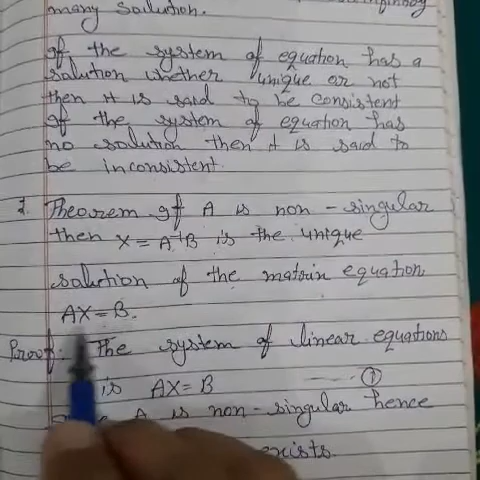 many solution.
If the system of equation has a
solution whether unique or not
then it is said to be consistent
If the system of equation has
no solution then it is said to
be inconsistent.
1. Theorem If A is non-singular
then X = A⁻¹B is the unique
solution of the matrix equation
AX = B.
Proof: The system of linear equations
is AX = B ①
A is non-singular hence
exists.